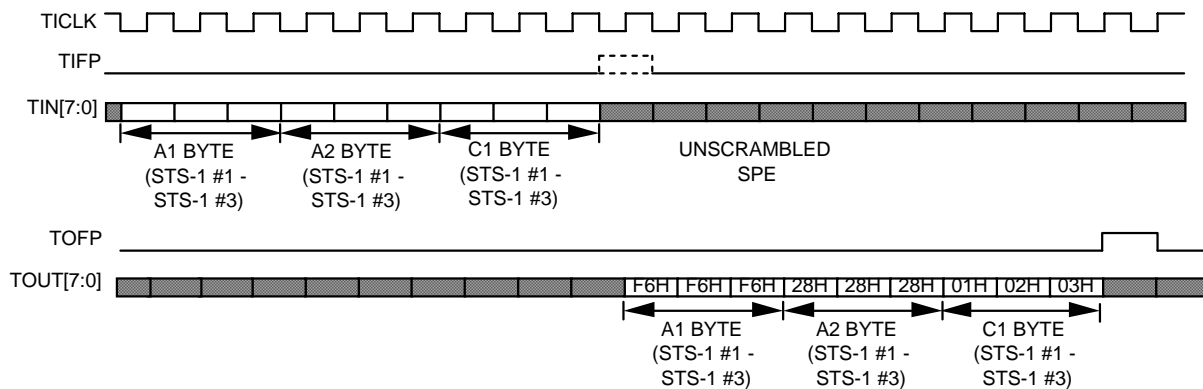 TICLK
TIFP
TIN[7:0]
A1 BYTE
(STS-1 #1 -
STS-1 #3)
A2 BYTE
(STS-1 #1 -
STS-1 #3)
C1 BYTE
(STS-1 #1 -
STS-1 #3)
UNSCRAMBLED
SPE
TOFP
TOUT[7:0]
F6H F6H F6H 28H 28H 28H 01H 02H 03H
A1 BYTE
(STS-1 #1 -
STS-1 #3)
A2 BYTE
(STS-1 #1 -
STS-1 #3)
C1 BYTE
(STS-1 #1 -
STS-1 #3)